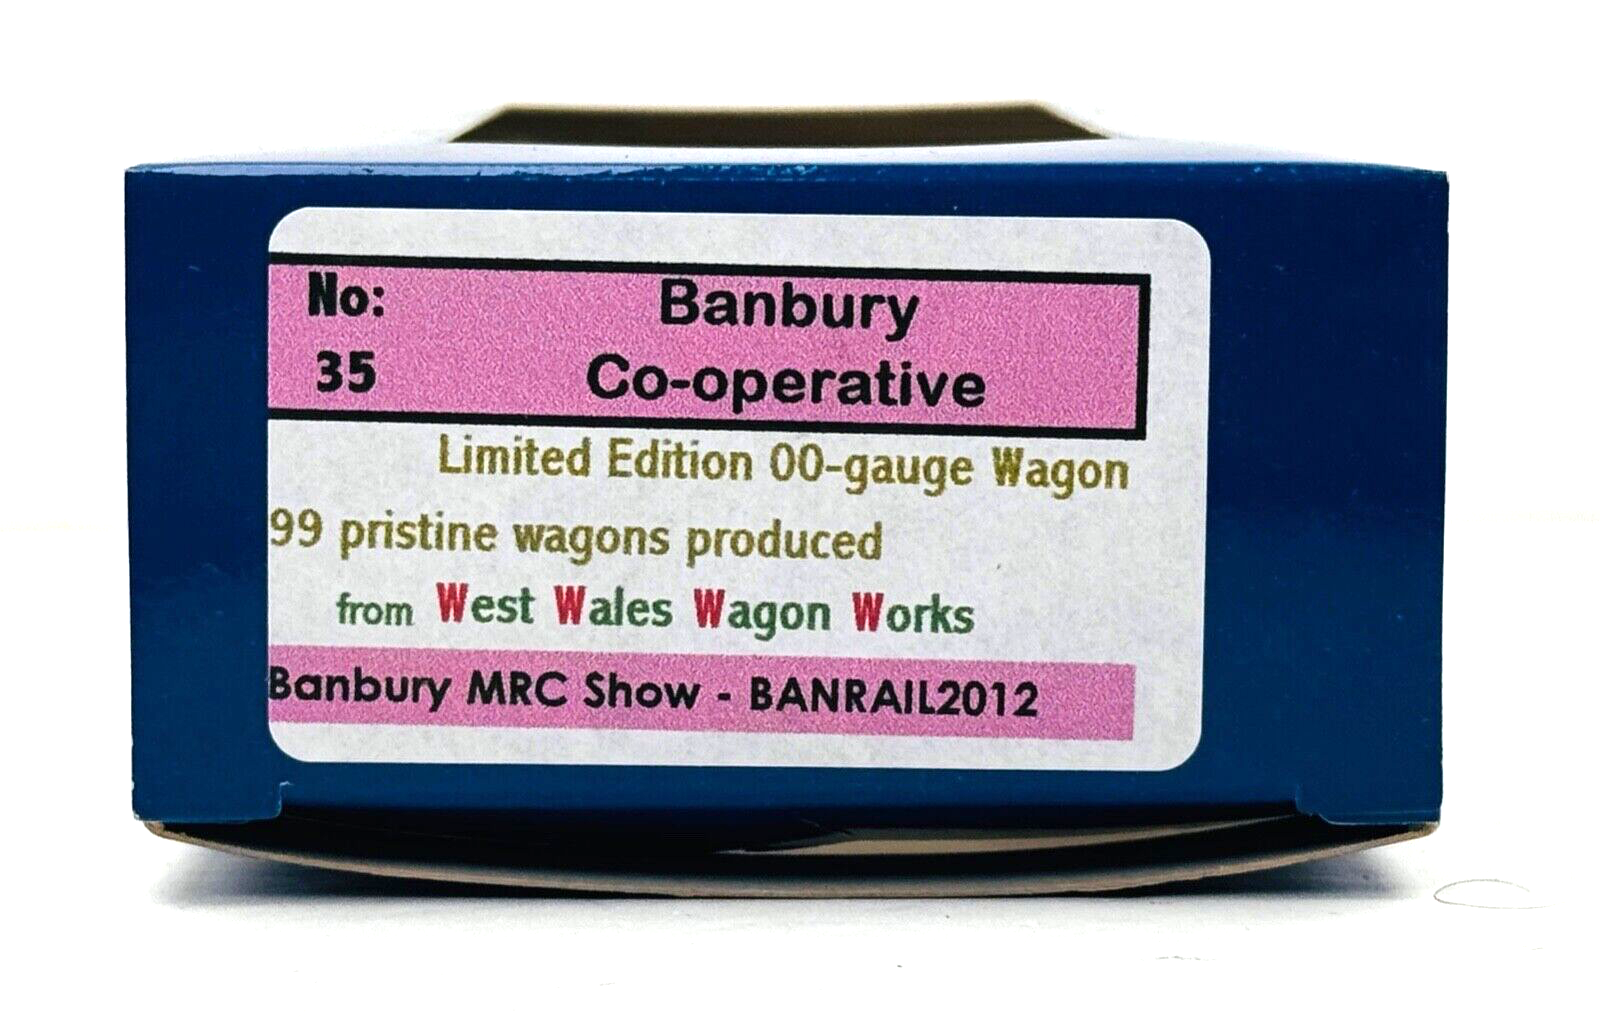 No:
35
Banbury
Co-operative
Limited Edition 00-gauge Wagon
99 pristine wagons produced
from West Wales Wagon Works
Banbury MRC Show - BANRAIL2012